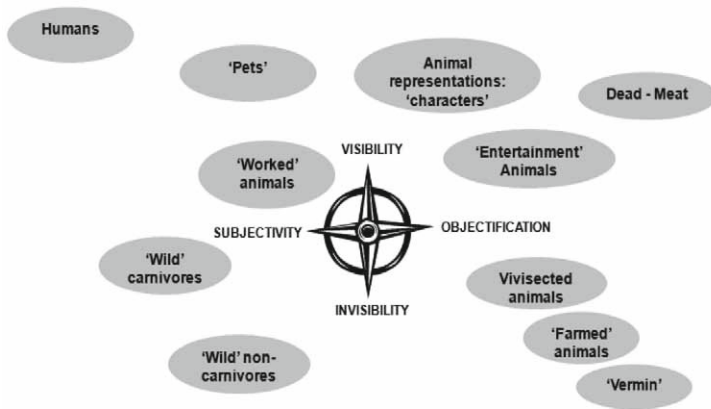 Humans
‘Pets’
Animal
representations:
‘characters’
Dead - Meat
VISIBILITY
‘Entertainment’
Animals
‘Worked’
animals
SUBJECTIVITY
OBJECTIFICATION
‘Wild’
carnivores
Vivisected
animals
INVISIBILITY
‘Farmed’
animals
‘Wild’ non-
carnivores
‘Vermin’